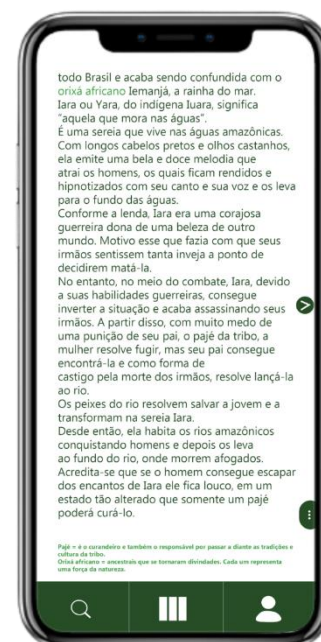 todo Brasil e acaba sendo confundida com o
orixá africano Iemanjá, a rainha do mar.
Iara ou Yara, do indígena Iuara, significa
“aquela que mora nas águas”.
É uma sereia que vive nas águas amazônicas.
Com longos cabelos pretos e olhos castanhos,
ela emite uma bela e doce melodia que
atrai os homens, os quais ficam rendidos e
hipnotizados com seu canto e sua voz e os leva
para o fundo das águas.
Conforme a lenda, Iara era uma corajosa
guerreira dona de uma beleza de outro
mundo. Motivo esse que fazia com que seus
irmãos sentissem tanta inveja a ponto de
decidirem matá-la.
No entanto, no meio do combate, Iara, devido
a suas habilidades guerreiras, consegue
inverter a situação e acaba assassinando seus
irmãos. A partir disso, com muito medo de
uma punição de seu pai, o pajé da tribo, a
mulher resolve fugir, mas seu pai consegue
encontrá-la e como forma de
castigo pela morte dos irmãos, resolve lançá-la
ao rio.
Os peixes do rio resolvem salvar a jovem e a
transformam na sereia Iara.
Desde então, ela habita os rios amazônicos
conquistando homens e depois os leva
ao fundo do rio, onde morrem afogados.
Acredita-se que se o homem consegue escapar
dos encantos de Iara ele fica louco, em um
estado tão alterado que somente um pajé
poderá curá-lo.
Pajé = é o curandeiro e também o responsável por passar a diante as tradições e
cultura da tribo.
Orixá africano = ancestrais que se tornaram divindades. Cada um representa
uma força da natureza.